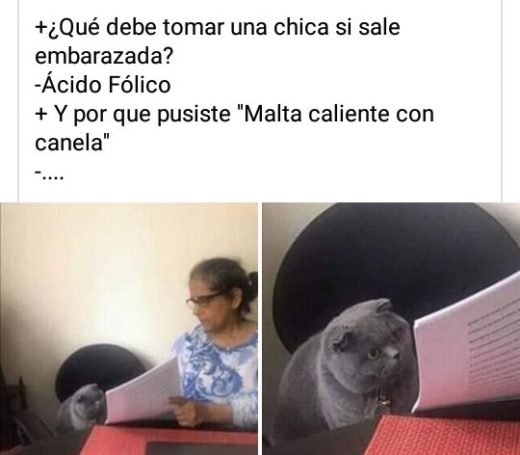 +¿Qué debe tomar una chica si sale
embarazada?
-Ácido Fólico
+ Y por que pusiste "Malta caliente con
canela"
-....